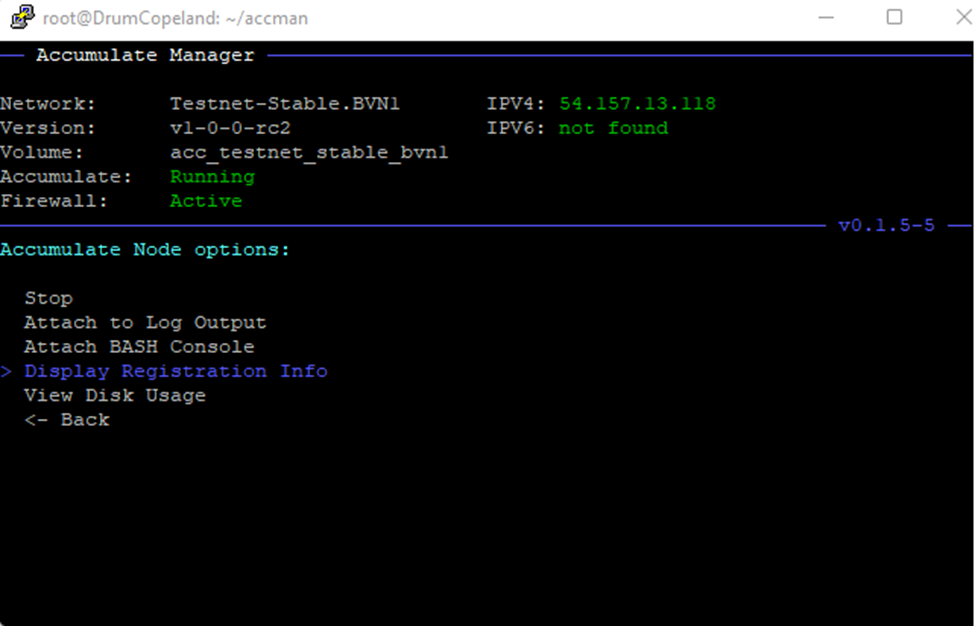 root@DrumCopeland: ~/accman
Accumulate Manager
Network: Testnet-Stable.BVN1 IPV4: 54.157.13.118
Version: v1-0-0-rc2 IPV6: not found
Volume: acc_testnet_stable_bvn1
Accumulate: Running
Firewall: Active
v0.1.5-5
Accumulate Node options:
Stop
Attach to Log Output
Attach BASH Console
> Display Registration Info
View Disk Usage
<- Back